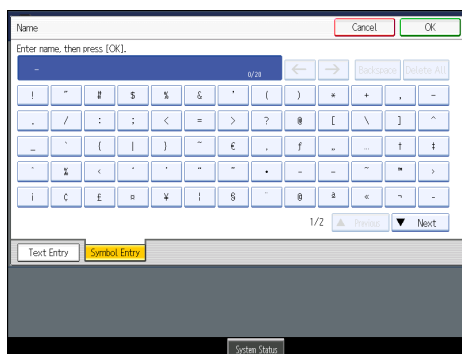 Name
Cancel
OK
Enter name, then press [OK].
0/20
← → Backspace Delete All
! " # $ % & ' ( ) * + , -
. / : ; < = > ? @ [ \ ] ^
_ ` { | } ~ € ‚ ƒ „ … † ‡
ˆ ‰ ‹ ‘ ’ “ ” • – — ˜ ™ ›
¡ ¢ £ ¤ ¥ ¦ § ¨ © ª « ¬ -
1/2 ▲ Previous ▼ Next
Text Entry Symbol Entry
System Status